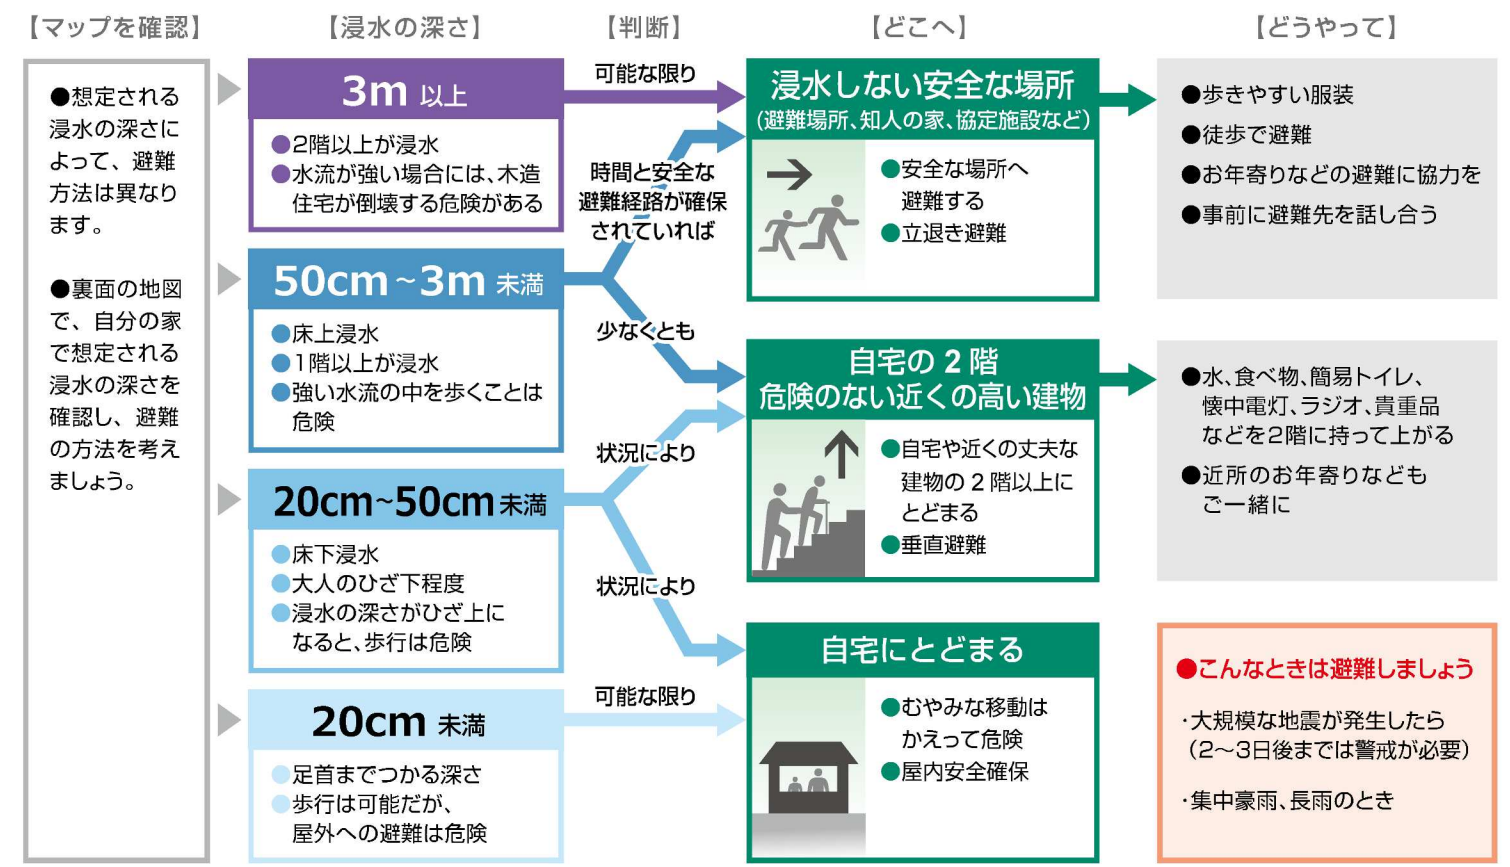 【マップを確認】
【浸水の深さ】
【判断】
【どこへ】
【どうやって】
●想定される
浸水の深さに
よって、避難
方法は異なり
ます。
●裏面の地図
で、自分の家
で想定される
浸水の深さを
確認し、避難
の方法を考え
ましょう。
3m 以上
●2階以上が浸水
●水流が強い場合には、木造
住宅が倒壊する危険がある
50cm~3m 未満
●床上浸水
●1階以上が浸水
●強い水流の中を歩くことは
危険
20cm~50cm未満
●床下浸水
●大人のひざ下程度
●浸水の深さがひざ上に
なると、歩行は危険
20cm 未満
●足首までつかる深さ
●歩行は可能だが、
屋外への避難は危険
可能な限り
時間と安全な
避難経路が確保
されていれば
少なくとも
状況により
状況により
可能な限り
浸水しない安全な場所
(避難場所、知人の家、協定施設など)
●安全な場所へ
避難する
●立退き避難
自宅の 2 階
危険のない近くの高い建物
●自宅や近くの丈夫な
建物の 2 階以上に
とどまる
●垂直避難
自宅にとどまる
●むやみな移動は
かえって危険
●屋内安全確保
●歩きやすい服装
●徒歩で避難
●お年寄りなどの避難に協力を
●事前に避難先を話し合う
●水、食べ物、簡易トイレ、
懐中電灯、ラジオ、貴重品
などを2階に持って上がる
●近所のお年寄りなども
ご一緒に
●こんなときは避難しましょう
・大規模な地震が発生したら
(2〜3日後までは警戒が必要)
・集中豪雨、長雨のとき